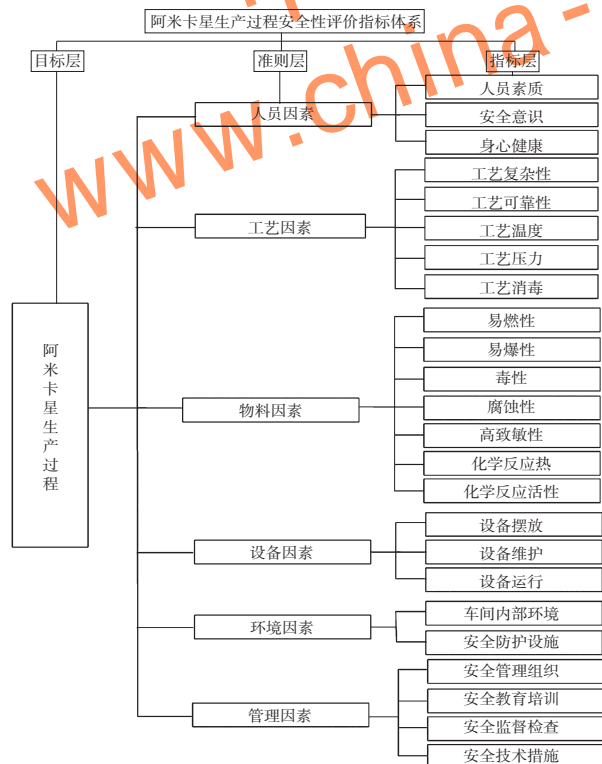 阿米卡星生产过程安全性评价指标体系
目标层
准则层
指标层
人员因素
人员素质
安全意识
身心健康
工艺因素
工艺复杂性
工艺可靠性
工艺温度
工艺压力
工艺消毒
阿米卡星生产过程
物料因素
易燃性
易爆性
毒性
腐蚀性
高致敏性
化学反应热
化学反应活性
设备因素
设备摆放
设备维护
设备运行
环境因素
车间内部环境
安全防护设施
管理因素
安全管理组织
安全教育培训
安全监督检查
安全技术措施
www.china-